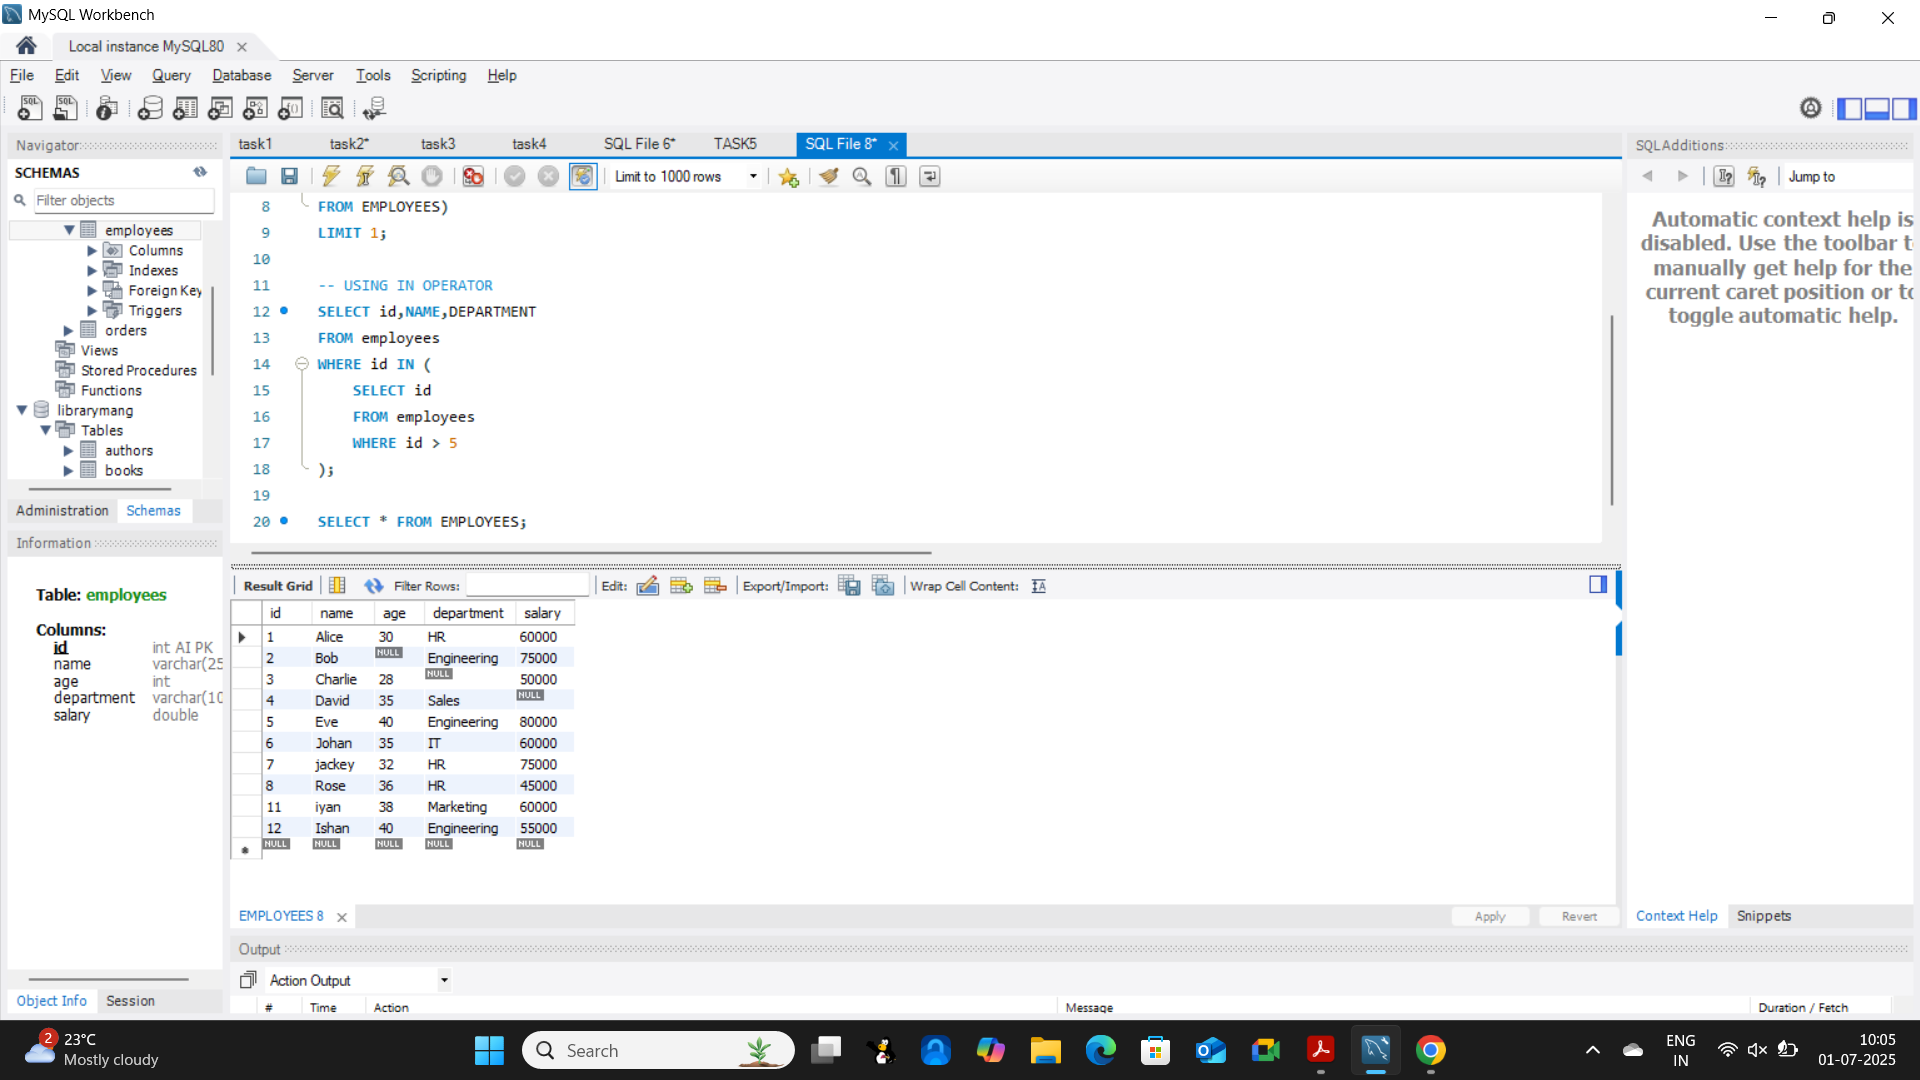 MySQL Workbench
Local instance MySQL80
File Edit View Query Database Server Tools Scripting Help
Navigator
SCHEMAS
Filter objects
employees
Columns
Indexes
Foreign Key
Triggers
orders
Views
Stored Procedures
Functions
librarymang
Tables
authors
books
Administration Schemas
Information
Table: employees
Columns:
id int AI PK
name varchar(25
age int
department varchar(10
salary double
Object Info Session
task1 task2* task3 task4 SQL File 6* TASK5 SQL File 8*
Limit to 1000 rows
8 FROM EMPLOYEES)
9 LIMIT 1;
10
11 -- USING IN OPERATOR
12 SELECT id,NAME,DEPARTMENT
13 FROM employees
14 WHERE id IN (
15 SELECT id
16 FROM employees
17 WHERE id > 5
18 );
19
20 SELECT * FROM EMPLOYEES;
Result Grid Filter Rows: Edit: Export/Import: Wrap Cell Content:
id name age department salary
1 Alice 30 HR 60000
2 Bob NULL Engineering 75000
3 Charlie 28 NULL 50000
4 David 35 Sales NULL
5 Eve 40 Engineering 80000
6 Johan 35 IT 60000
7 jackey 32 HR 75000
8 Rose 36 HR 45000
11 iyan 38 Marketing 60000
12 Ishan 40 Engineering 55000
NULL NULL NULL NULL NULL
EMPLOYEES 8
Apply Revert
Output
Action Output
# Time Action Message Duration / Fetch
SQLAdditions
Jump to
Automatic context help is
disabled. Use the toolbar t
manually get help for the
current caret position or to
toggle automatic help.
Context Help Snippets
2
23°C
Mostly cloudy
Search
ENG
IN
10:05
01-07-2025